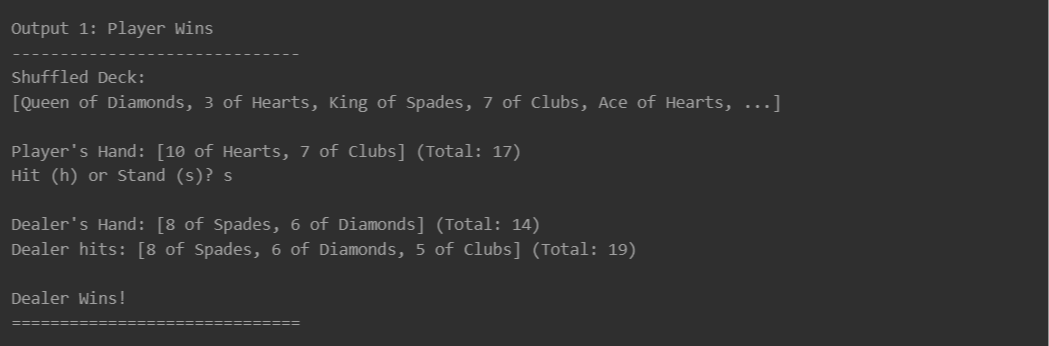 Output 1: Player Wins
------------------------------
Shuffled Deck:
[Queen of Diamonds, 3 of Hearts, King of Spades, 7 of Clubs, Ace of Hearts, ...]
Player's Hand: [10 of Hearts, 7 of Clubs] (Total: 17)
Hit (h) or Stand (s)? s
Dealer's Hand: [8 of Spades, 6 of Diamonds] (Total: 14)
Dealer hits: [8 of Spades, 6 of Diamonds, 5 of Clubs] (Total: 19)
Dealer Wins!
==============================